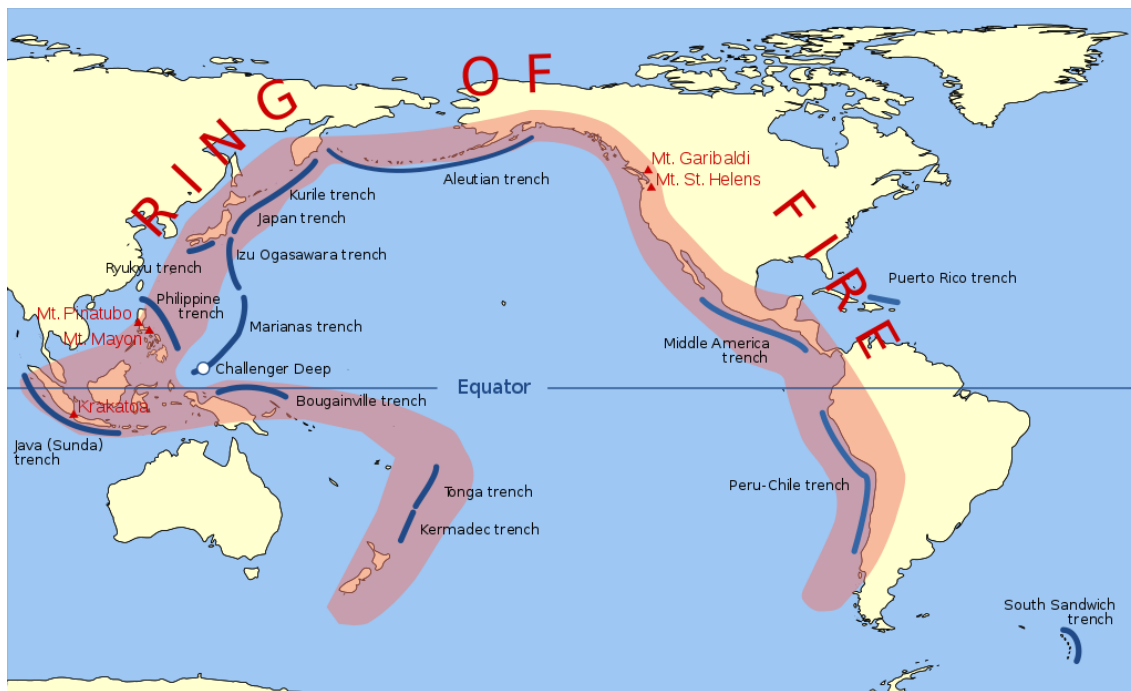 RING OF FIRE
Mt. Garibaldi
Mt. St. Helens
Aleutian trench
Kurile trench
Japan trench
Izu Ogasawara trench
Ryukyu trench
Puerto Rico trench
Philippine
trench
Mt. Pinatubo
Mt. Mayon
Marianas trench
Middle America
trench
Challenger Deep
Equator
Bougainville trench
Krakatoa
Java (Sunda)
trench
Peru-Chile trench
Tonga trench
Kermadec trench
South Sandwich
trench